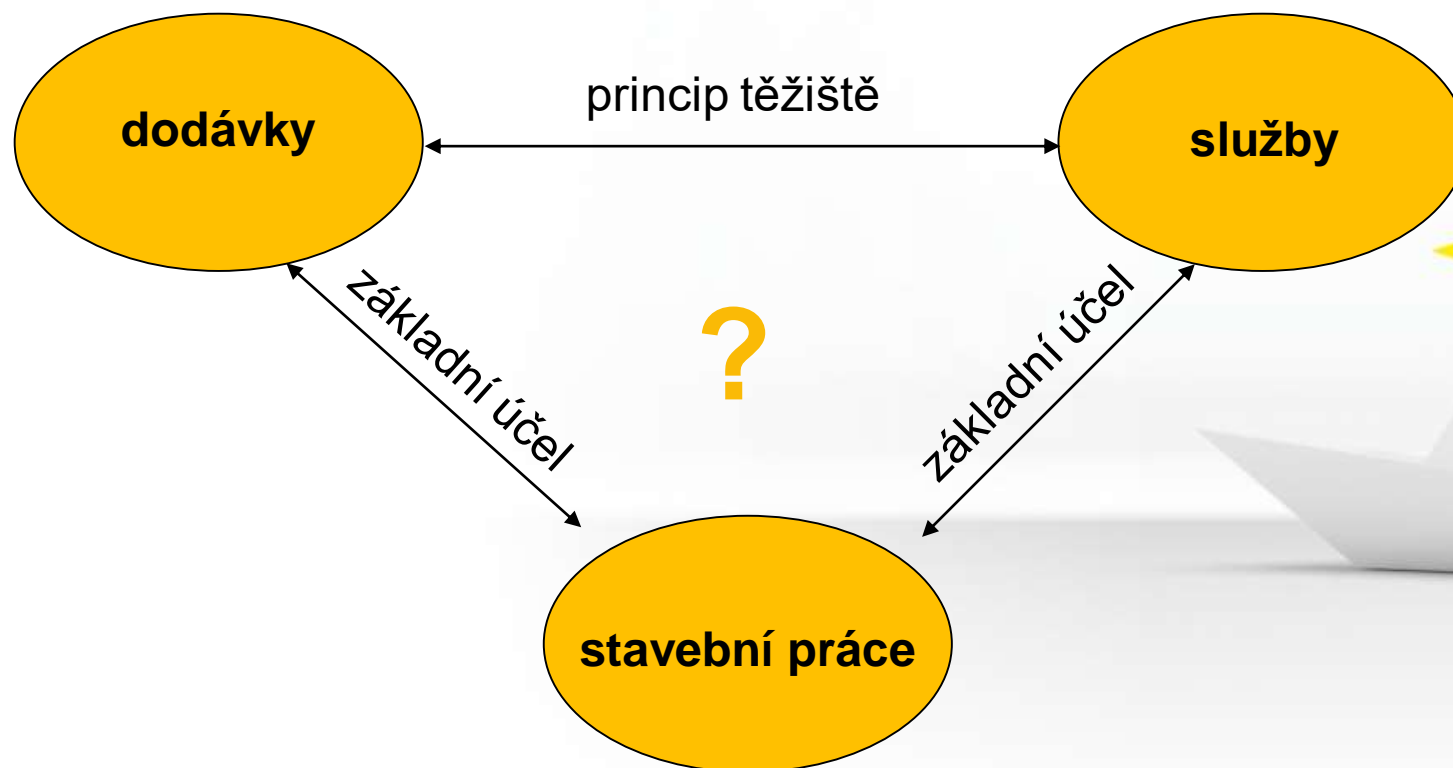 princip těžiště
dodávky
služby
základní účel
?
základní účel
stavební práce